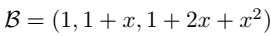 𝓑 = (1, 1 + x, 1 + 2x + x²)